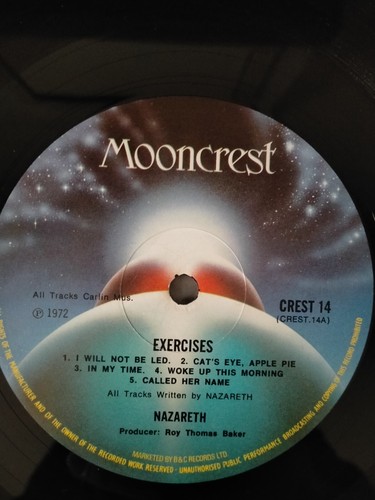 Mooncrest
All Tracks Carlin Mus.
Ⓟ 1972
CREST 14
(CREST.14A)
EXERCISES
1. I WILL NOT BE LED. 2. CAT'S EYE, APPLE PIE
3. IN MY TIME. 4. WOKE UP THIS MORNING
5. CALLED HER NAME
All Tracks Written by NAZARETH
NAZARETH
Producer: Roy Thomas Baker
MARKETED BY B&C RECORDS LTD.
OF THE MANUFACTURER AND OF THE OWNER OF THE RECORDED WORK RESERVED · UNAUTHORISED PUBLIC PERFORMANCE BROADCASTING AND COPYING OF THIS RECORD PROHIBITED